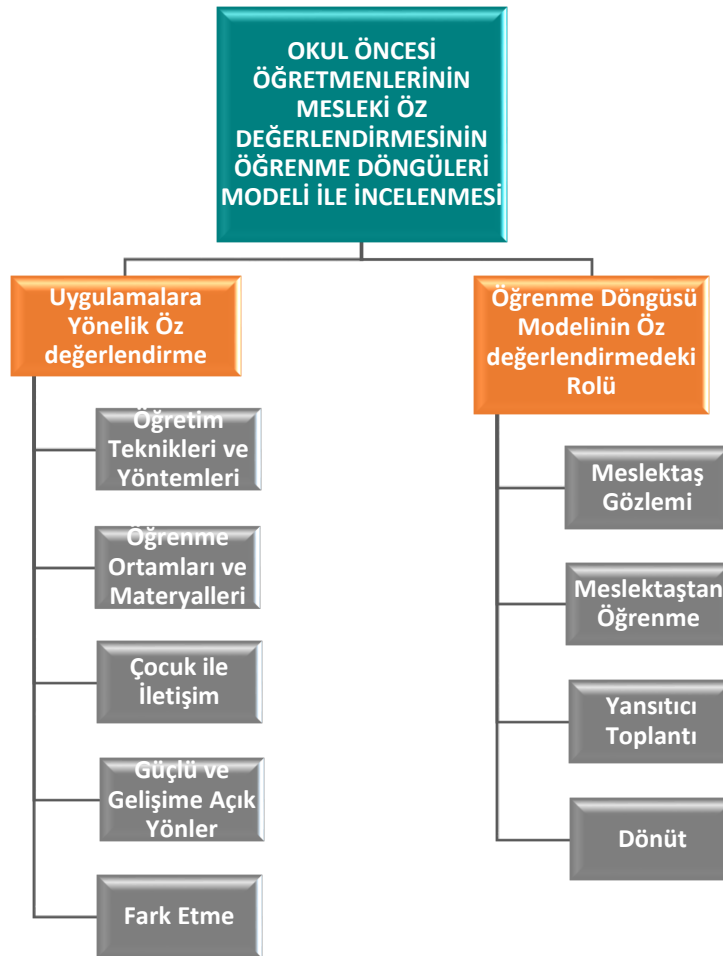 OKUL ÖNCESİ
ÖĞRETMENLERİNİN
MESLEKİ ÖZ
DEĞERLENDİRMESİNİN
ÖĞRENME DÖNGÜLERİ
MODELİ İLE İNCELENMESİ
Uygulamalara
Yönelik Öz
değerlendirme
Öğretim
Teknikleri ve
Yöntemleri
Öğrenme
Ortamları ve
Materyalleri
Çocuk ile
İletişim
Güçlü ve
Gelişime Açık
Yönler
Fark Etme
Öğrenme Döngüsü
Modelinin Öz
değerlendirmedeki
Rolü
Meslektaş
Gözlemi
Meslektaştan
Öğrenme
Yansıtıcı
Toplantı
Dönüt